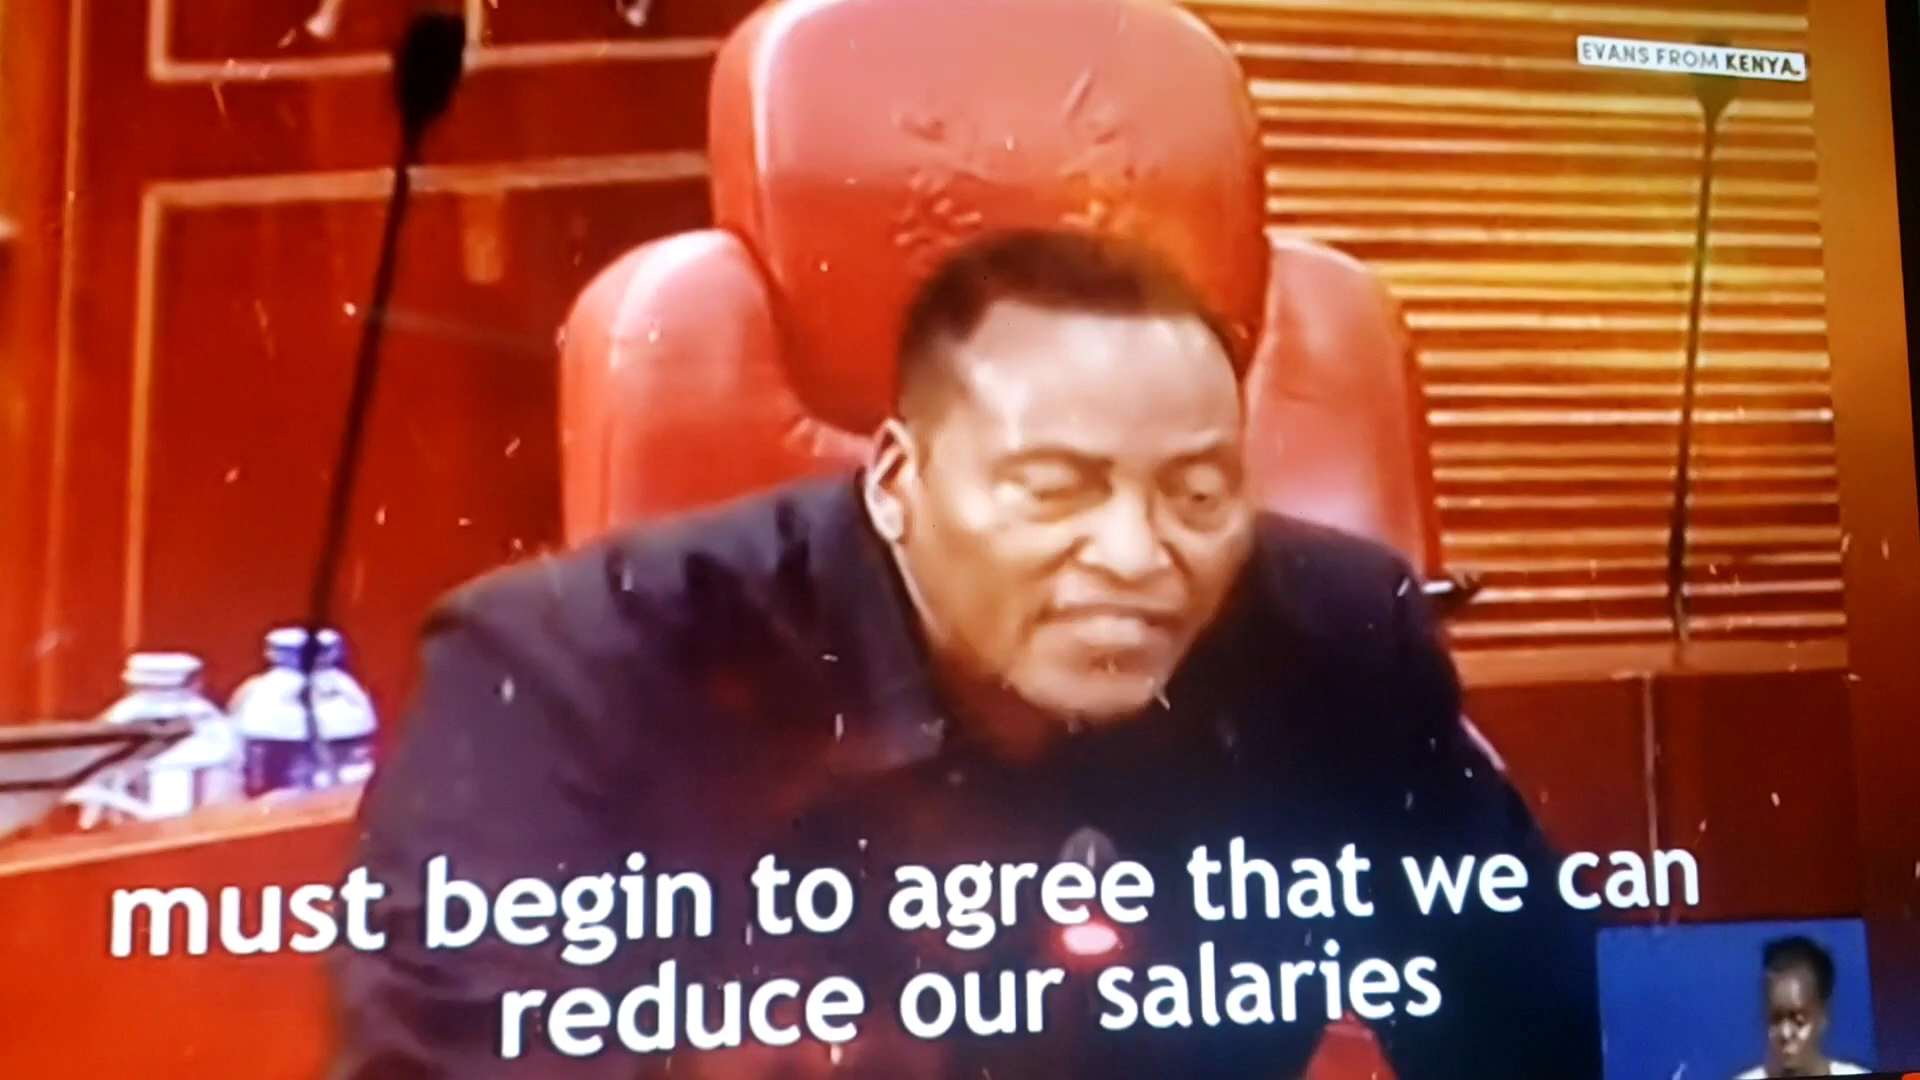 EVANS FROM KENYA.
must begin to agree that we can
reduce our salaries